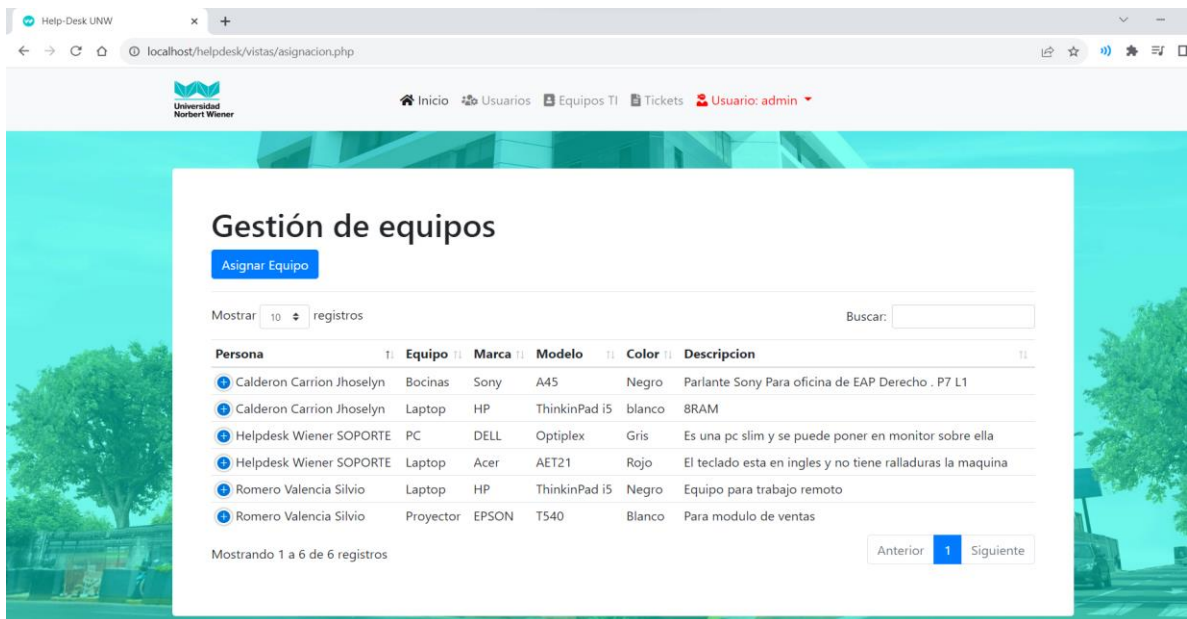 Help-Desk UNW
localhost/helpdesk/vistas/asignacion.php
Universidad
Norbert Wiener
Inicio Usuarios Equipos TI Tickets Usuario: admin
Gestión de equipos
Asignar Equipo
Mostrar 10 registros Buscar:
Persona Equipo Marca Modelo Color Descripcion
Calderon Carrion Jhoselyn Bocinas Sony A45 Negro Parlante Sony Para oficina de EAP Derecho . P7 L1
Calderon Carrion Jhoselyn Laptop HP ThinkinPad i5 blanco 8RAM
Helpdesk Wiener SOPORTE PC DELL Optiplex Gris Es una pc slim y se puede poner en monitor sobre ella
Helpdesk Wiener SOPORTE Laptop Acer AET21 Rojo El teclado esta en ingles y no tiene ralladuras la maquina
Romero Valencia Silvio Laptop HP ThinkinPad i5 Negro Equipo para trabajo remoto
Romero Valencia Silvio Proyector EPSON T540 Blanco Para modulo de ventas
Mostrando 1 a 6 de 6 registros Anterior 1 Siguiente